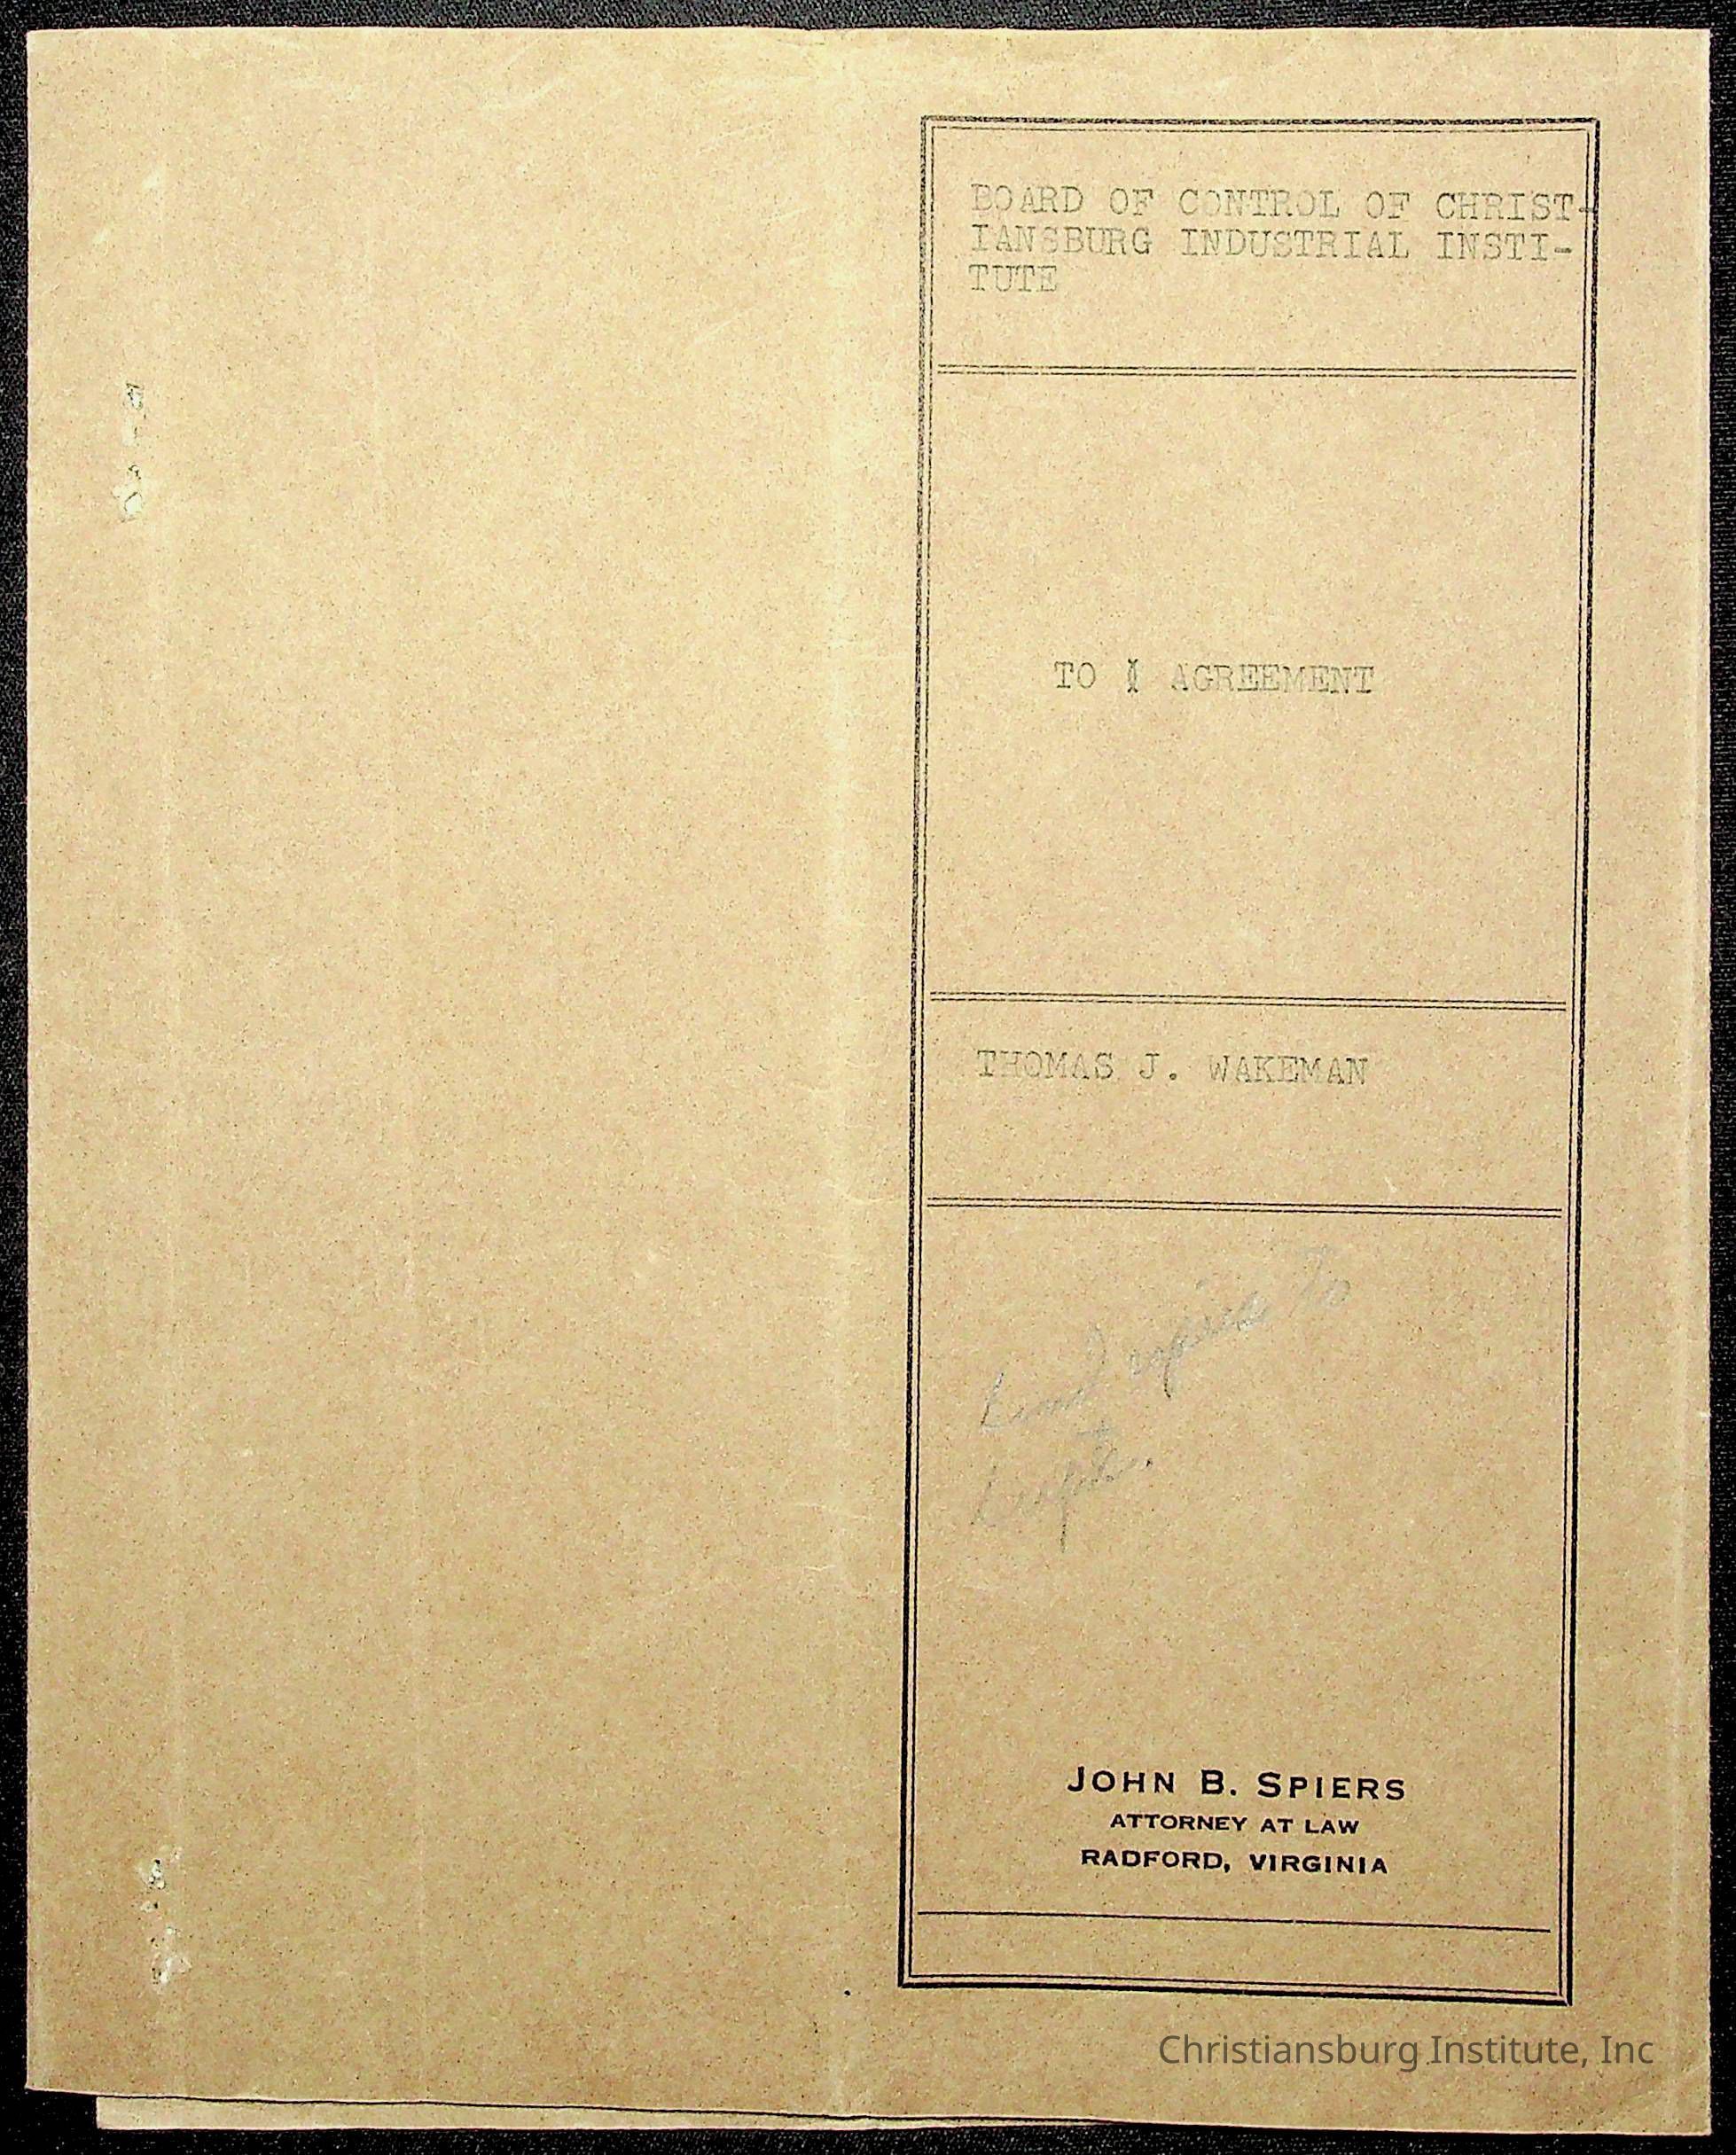 BOARD OF CONTROL OF CHRIST-
IANSBURG INDUSTRIAL INSTI-
TUTE
TO AGREEMENT
THOMAS J. WAKEMAN
to
JOHN B. SPIERS
ATTORNEY AT LAW
RADFORD, VIRGINIA
Christiansburg Institute, Inc